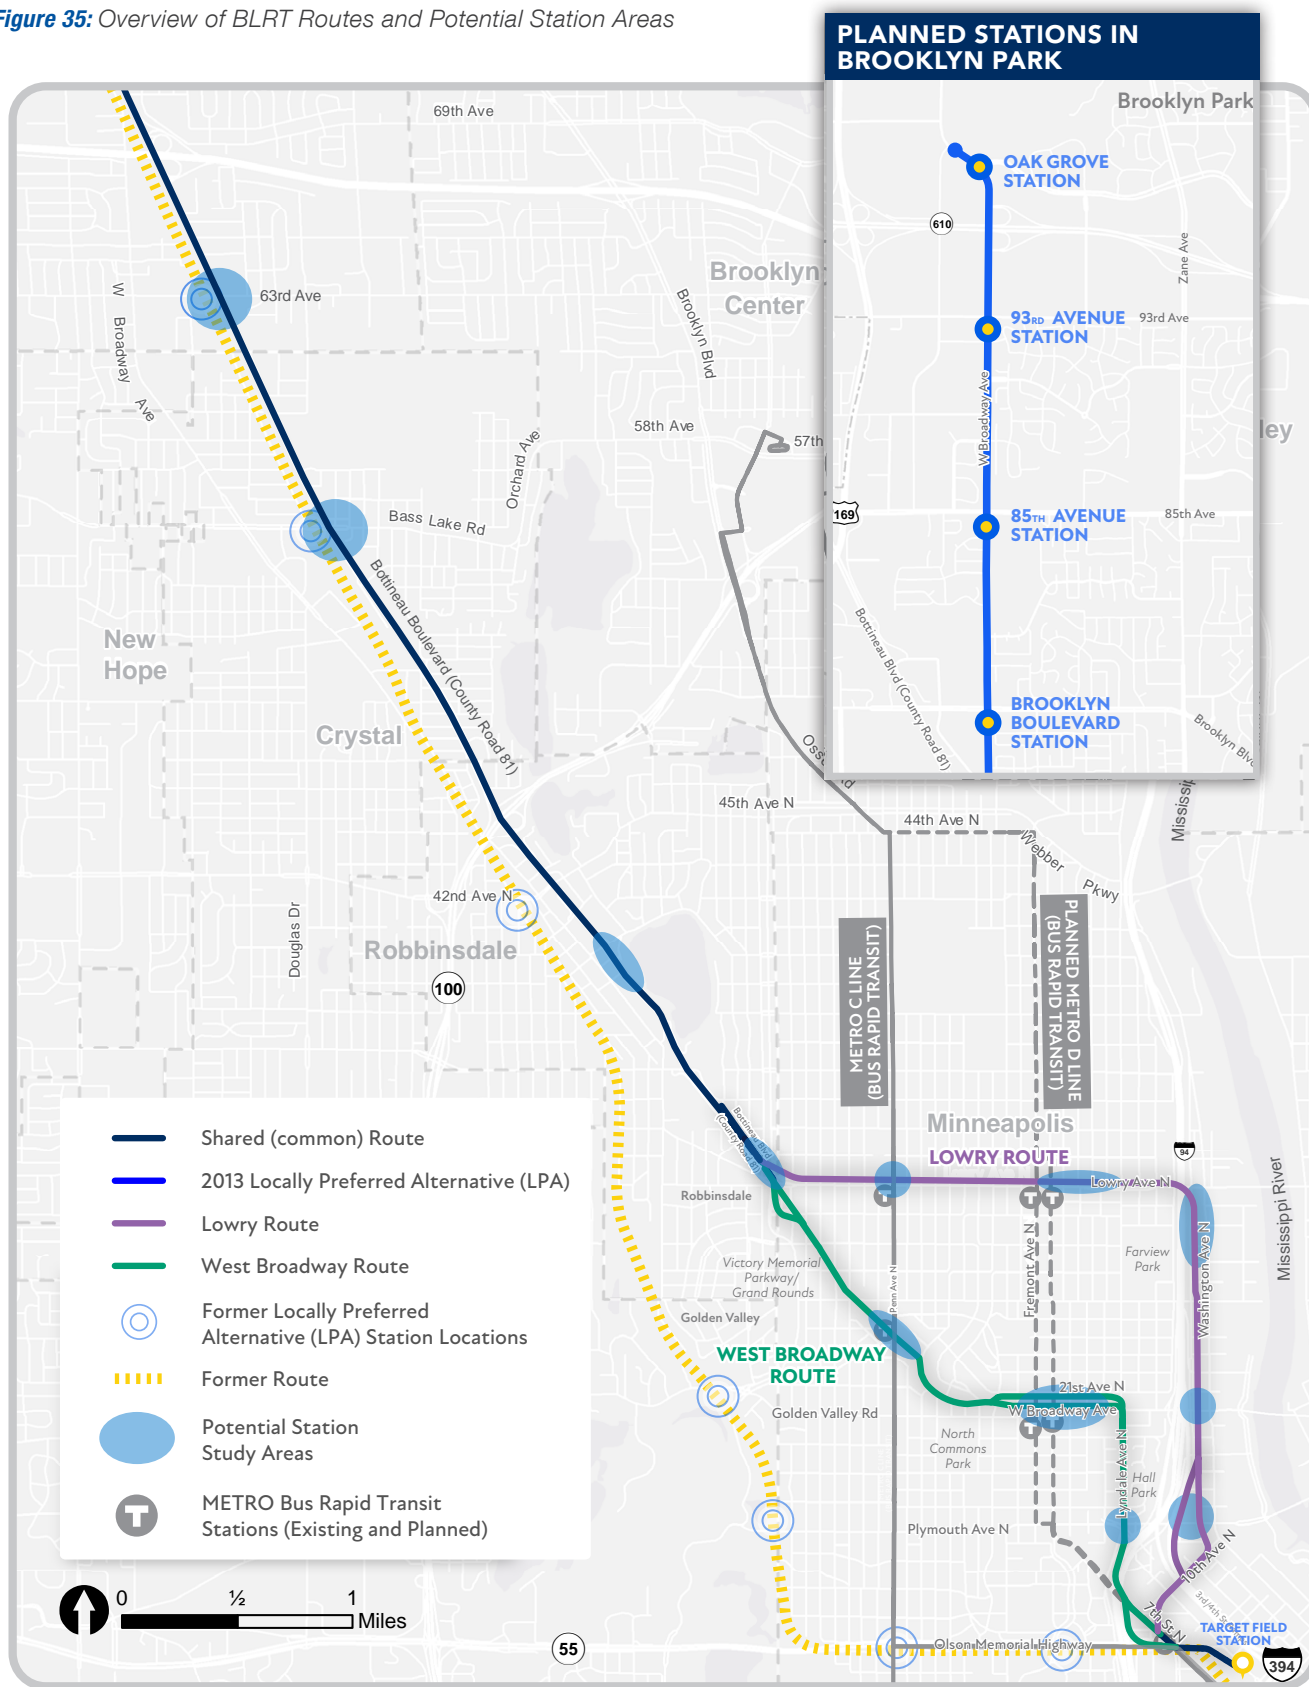 Figure 35: Overview of BLRT Routes and Potential Station Areas
PLANNED STATIONS IN
BROOKLYN PARK
Brooklyn Park
OAK GROVE
STATION
610
Zane Ave
93RD AVENUE
STATION
93rd Ave
W Broadway Ave
169
85TH AVENUE
STATION
85th Ave
Bottineau Blvd (County Road 81)
BROOKLYN
BOULEVARD
STATION
Brooklyn Blvd
69th Ave
63rd Ave
W Broadway Ave
Brooklyn
Center
Brooklyn Blvd
58th Ave
57th
ley
Orchard Ave
Bass Lake Rd
Bottineau Boulevard (County Road 81)
New
Hope
Crystal
45th Ave N
44th Ave N
Webber Pkwy
42nd Ave N
Douglas Dr
Robbinsdale
100
METRO C LINE
(BUS RAPID TRANSIT)
PLANNED METRO D LINE
(BUS RAPID TRANSIT)
Minneapolis
LOWRY ROUTE
94
Bottineau Blvd
(County Road 81)
Lowry Ave N
Robbinsdale
Mississippi River
Victory Memorial
Parkway/
Grand Rounds
Penn Ave N
Fremont Ave N
Farview
Park
Washington Ave N
Golden Valley
WEST BROADWAY
ROUTE
21st Ave N
W Broadway Ave
Golden Valley Rd
North
Commons
Park
Lyndale Ave N
Hall
Park
Plymouth Ave N
10th Ave N
7th St N
TARGET FIELD
STATION
Olson Memorial Highway
394
55
Shared (common) Route
2013 Locally Preferred Alternative (LPA)
Lowry Route
West Broadway Route
Former Locally Preferred
Alternative (LPA) Station Locations
Former Route
Potential Station
Study Areas
T
METRO Bus Rapid Transit
Stations (Existing and Planned)
0 ½ 1
Miles